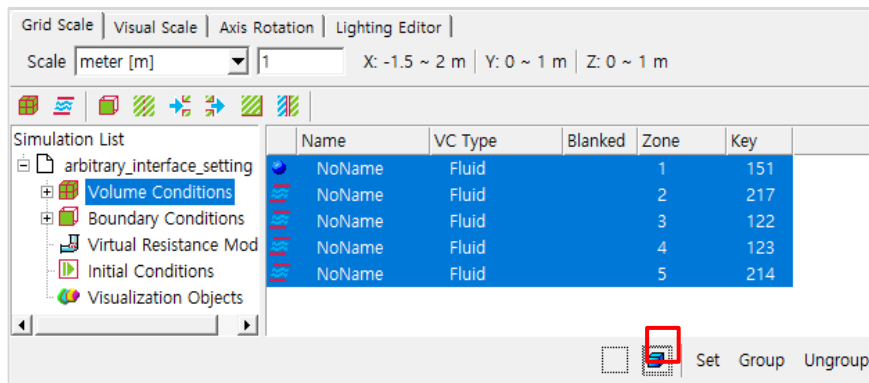 Grid Scale Visual Scale Axis Rotation Lighting Editor
Scale meter [m] 1 X: -1.5 ~ 2 m Y: 0 ~ 1 m Z: 0 ~ 1 m
Simulation List
arbitrary_interface_setting
Volume Conditions
Boundary Conditions
Virtual Resistance Mod
Initial Conditions
Visualization Objects
Name VC Type Blanked Zone Key
NoName Fluid 1 151
NoName Fluid 2 217
NoName Fluid 3 122
NoName Fluid 4 123
NoName Fluid 5 214
Set Group Ungroup